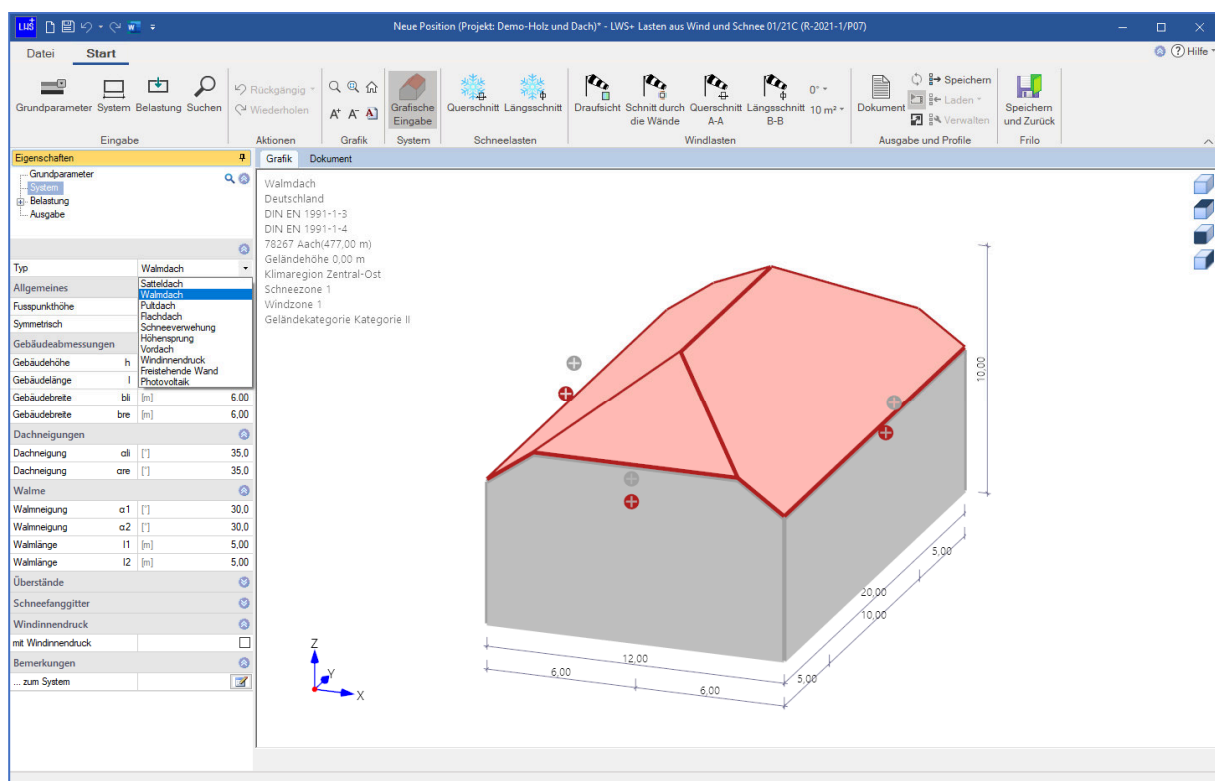 LWS+
Neue Position (Projekt: Demo-Holz und Dach)* - LWS+ Lasten aus Wind und Schnee 01/21C (R-2021-1/P07)
Datei Start Hilfe
Grundparameter System Belastung Suchen
Eingabe
Rückgängig
Wiederholen
Aktionen
A+ A- A
Grafik
Grafische Eingabe
System
Querschnitt Längsschnitt
Schneelasten
Draufsicht Schnitt durch die Wände Querschnitt A-A Längsschnitt B-B 0° 10 m²
Windlasten
Dokument Speichern Laden Verwalten
Ausgabe und Profile
Speichern und Zurück
Frilo
Eigenschaften
Grundparameter
System
Belastung
Ausgabe
Typ Walmdach
Satteldach
Walmdach
Pultdach
Flachdach
Schneeverwehung
Höhensprung
Vordach
Windinnendruck
Freistehende Wand
Photovoltaik
Allgemeines
Fusspunkthöhe
Symmetrisch
Gebäudeabmessungen
Gebäudehöhe h
Gebäudelänge l
Gebäudebreite bli [m] 6.00
Gebäudebreite bre [m] 6,00
Dachneigungen
Dachneigung αli [°] 35,0
Dachneigung αre [°] 35,0
Walme
Walmneigung α1 [°] 30,0
Walmneigung α2 [°] 30,0
Walmlänge l1 [m] 5,00
Walmlänge l2 [m] 5,00
Überstände
Schneefanggitter
Windinnendruck
mit Windinnendruck
Bemerkungen
... zum System
Grafik Dokument
Walmdach
Deutschland
DIN EN 1991-1-3
DIN EN 1991-1-4
78267 Aach(477,00 m)
Geländehöhe 0,00 m
Klimaregion Zentral-Ost
Schneezone 1
Windzone 1
Geländekategorie Kategorie II
10,00
5,00
20,00
10,00
5,00
12,00
6,00
6,00
Z
Y
X